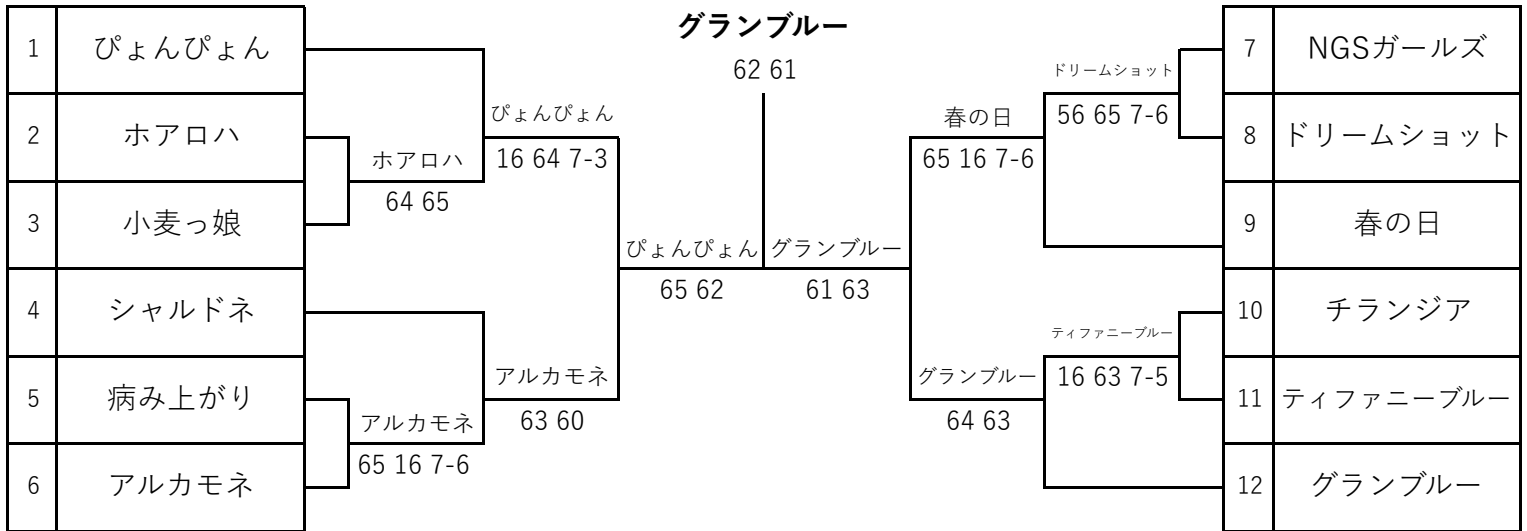 グランブルー
62 61
1 ぴょんぴょん
2 ホアロハ
3 小麦っ娘
4 シャルドネ
5 病み上がり
6 アルカモネ
ホアロハ
64 65
アルカモネ
65 16 7-6
ぴょんぴょん
16 64 7-3
アルカモネ
63 60
ぴょんぴょん
65 62
グランブルー
61 63
春の日
65 16 7-6
グランブルー
64 63
ドリームショット
56 65 7-6
ティファニーブルー
16 63 7-5
7 NGSガールズ
8 ドリームショット
9 春の日
10 チランジア
11 ティファニーブルー
12 グランブルー